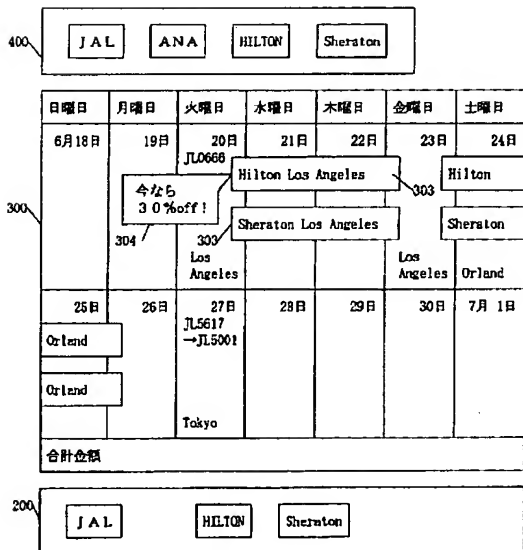 400
JAL ANA HILTON Sheraton
日曜日 月曜日 火曜日 水曜日 木曜日 金曜日 土曜日
6月18日 19日 20日 21日 22日 23日 24日
JL0666
300
Hilton Los Angeles
Hilton
303
今なら
30%off!
304
303
Sheraton Los Angeles
Sheraton
Los Angeles
Los Angeles
Orland
25日 26日 27日 28日 29日 30日 7月 1日
JL5617
→JL5001
Orland
Orland
Tokyo
合計金額
200
JAL HILTON Sheraton